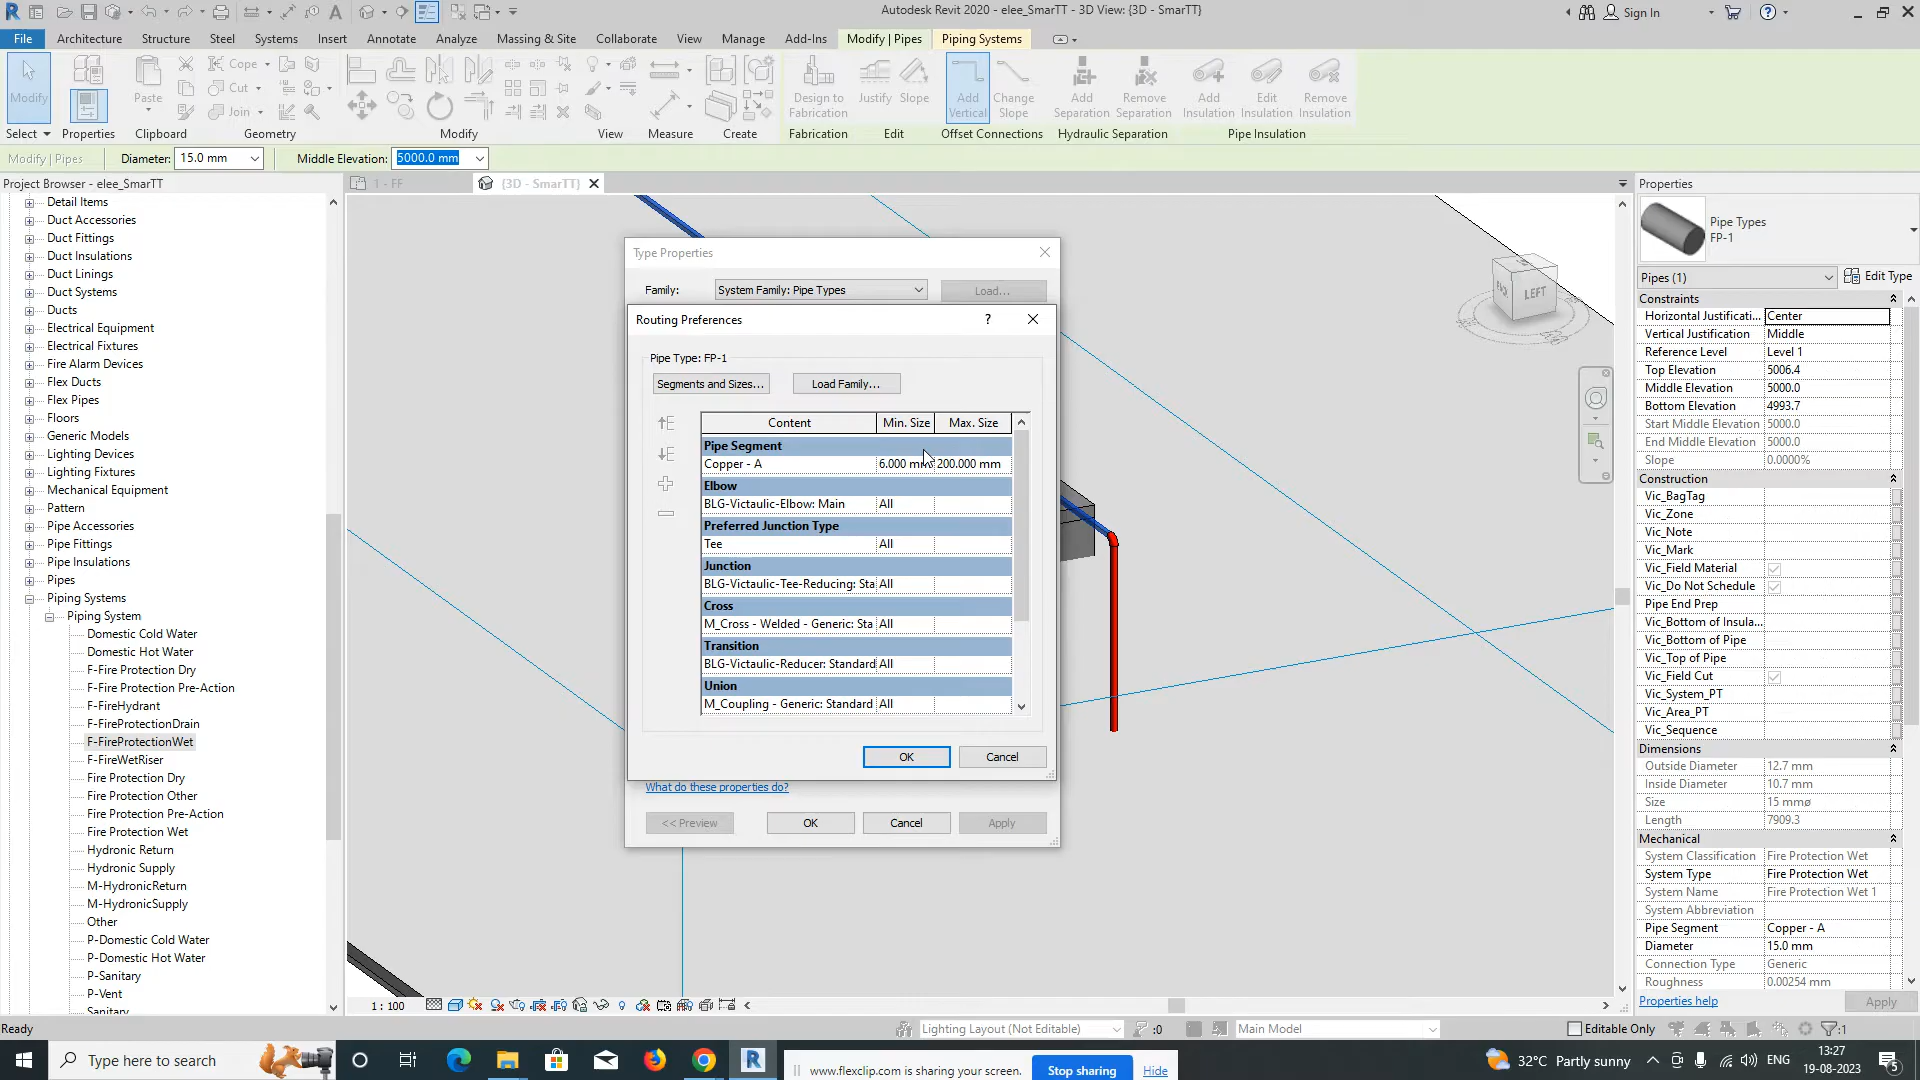 Autodesk Revit 2020 - elee_SmarTT - 3D View: {3D - SmarTT}
Sign In
File Architecture Structure Steel Systems Insert Annotate Analyze Massing & Site Collaborate View Manage Add-Ins Modify | Pipes Piping Systems
Modify
Paste
Cope
Cut
Join
Design to Fabrication
Justify
Slope
Add Vertical
Change Slope
Add Separation
Remove Separation
Add Insulation
Edit Insulation
Remove Insulation
Select Properties Clipboard Geometry Modify View Measure Create Fabrication Edit Offset Connections Hydraulic Separation Pipe Insulation
Modify | Pipes Diameter: 15.0 mm Middle Elevation: 5000.0 mm
Project Browser - elee_SmarTT
Detail Items
Duct Accessories
Duct Fittings
Duct Insulations
Duct Linings
Duct Systems
Ducts
Electrical Equipment
Electrical Fixtures
Fire Alarm Devices
Flex Ducts
Flex Pipes
Floors
Generic Models
Lighting Devices
Lighting Fixtures
Mechanical Equipment
Pattern
Pipe Accessories
Pipe Fittings
Pipe Insulations
Pipes
Piping Systems
Piping System
Domestic Cold Water
Domestic Hot Water
F-Fire Protection Dry
F-Fire Protection Pre-Action
F-FireHydrant
F-FireProtectionDrain
F-FireProtectionWet
F-FireWetRiser
Fire Protection Dry
Fire Protection Other
Fire Protection Pre-Action
Fire Protection Wet
Hydronic Return
Hydronic Supply
M-HydronicReturn
M-HydronicSupply
Other
P-Domestic Cold Water
P-Domestic Hot Water
P-Sanitary
P-Vent
Sanitary
1 - FF
{3D - SmarTT}
LEFT
Type Properties
Family: System Family: Pipe Types Load...
Routing Preferences ?
Pipe Type: FP-1
Segments and Sizes... Load Family...
Content Min. Size Max. Size
Pipe Segment
Copper - A 6.000 mm 200.000 mm
Elbow
BLG-Victaulic-Elbow: Main All
Preferred Junction Type
Tee All
Junction
BLG-Victaulic-Tee-Reducing: Sta All
Cross
M_Cross - Welded - Generic: Sta All
Transition
BLG-Victaulic-Reducer: Standard All
Union
M_Coupling - Generic: Standard All
OK Cancel
What do these properties do?
<< Preview OK Cancel Apply
1 : 100
Properties
Pipe Types
FP-1
Pipes (1) Edit Type
Constraints
Horizontal Justificati... Center
Vertical Justification Middle
Reference Level Level 1
Top Elevation 5006.4
Middle Elevation 5000.0
Bottom Elevation 4993.7
Start Middle Elevation 5000.0
End Middle Elevation 5000.0
Slope 0.0000%
Construction
Vic_BagTag
Vic_Zone
Vic_Note
Vic_Mark
Vic_Field Material
Vic_Do Not Schedule
Pipe End Prep
Vic_Bottom of Insula...
Vic_Bottom of Pipe
Vic_Top of Pipe
Vic_Field Cut
Vic_System_PT
Vic_Area_PT
Vic_Sequence
Dimensions
Outside Diameter 12.7 mm
Inside Diameter 10.7 mm
Size 15 mmø
Length 7909.3
Mechanical
System Classification Fire Protection Wet
System Type Fire Protection Wet
System Name Fire Protection Wet 1
System Abbreviation
Pipe Segment Copper - A
Diameter 15.0 mm
Connection Type Generic
Roughness 0.00254 mm
Properties help Apply
Ready Lighting Layout (Not Editable) :0 Main Model Editable Only :1
Type here to search
www.flexclip.com is sharing your screen. Stop sharing Hide
32°C Partly sunny ENG 13:27
19-08-2023
5